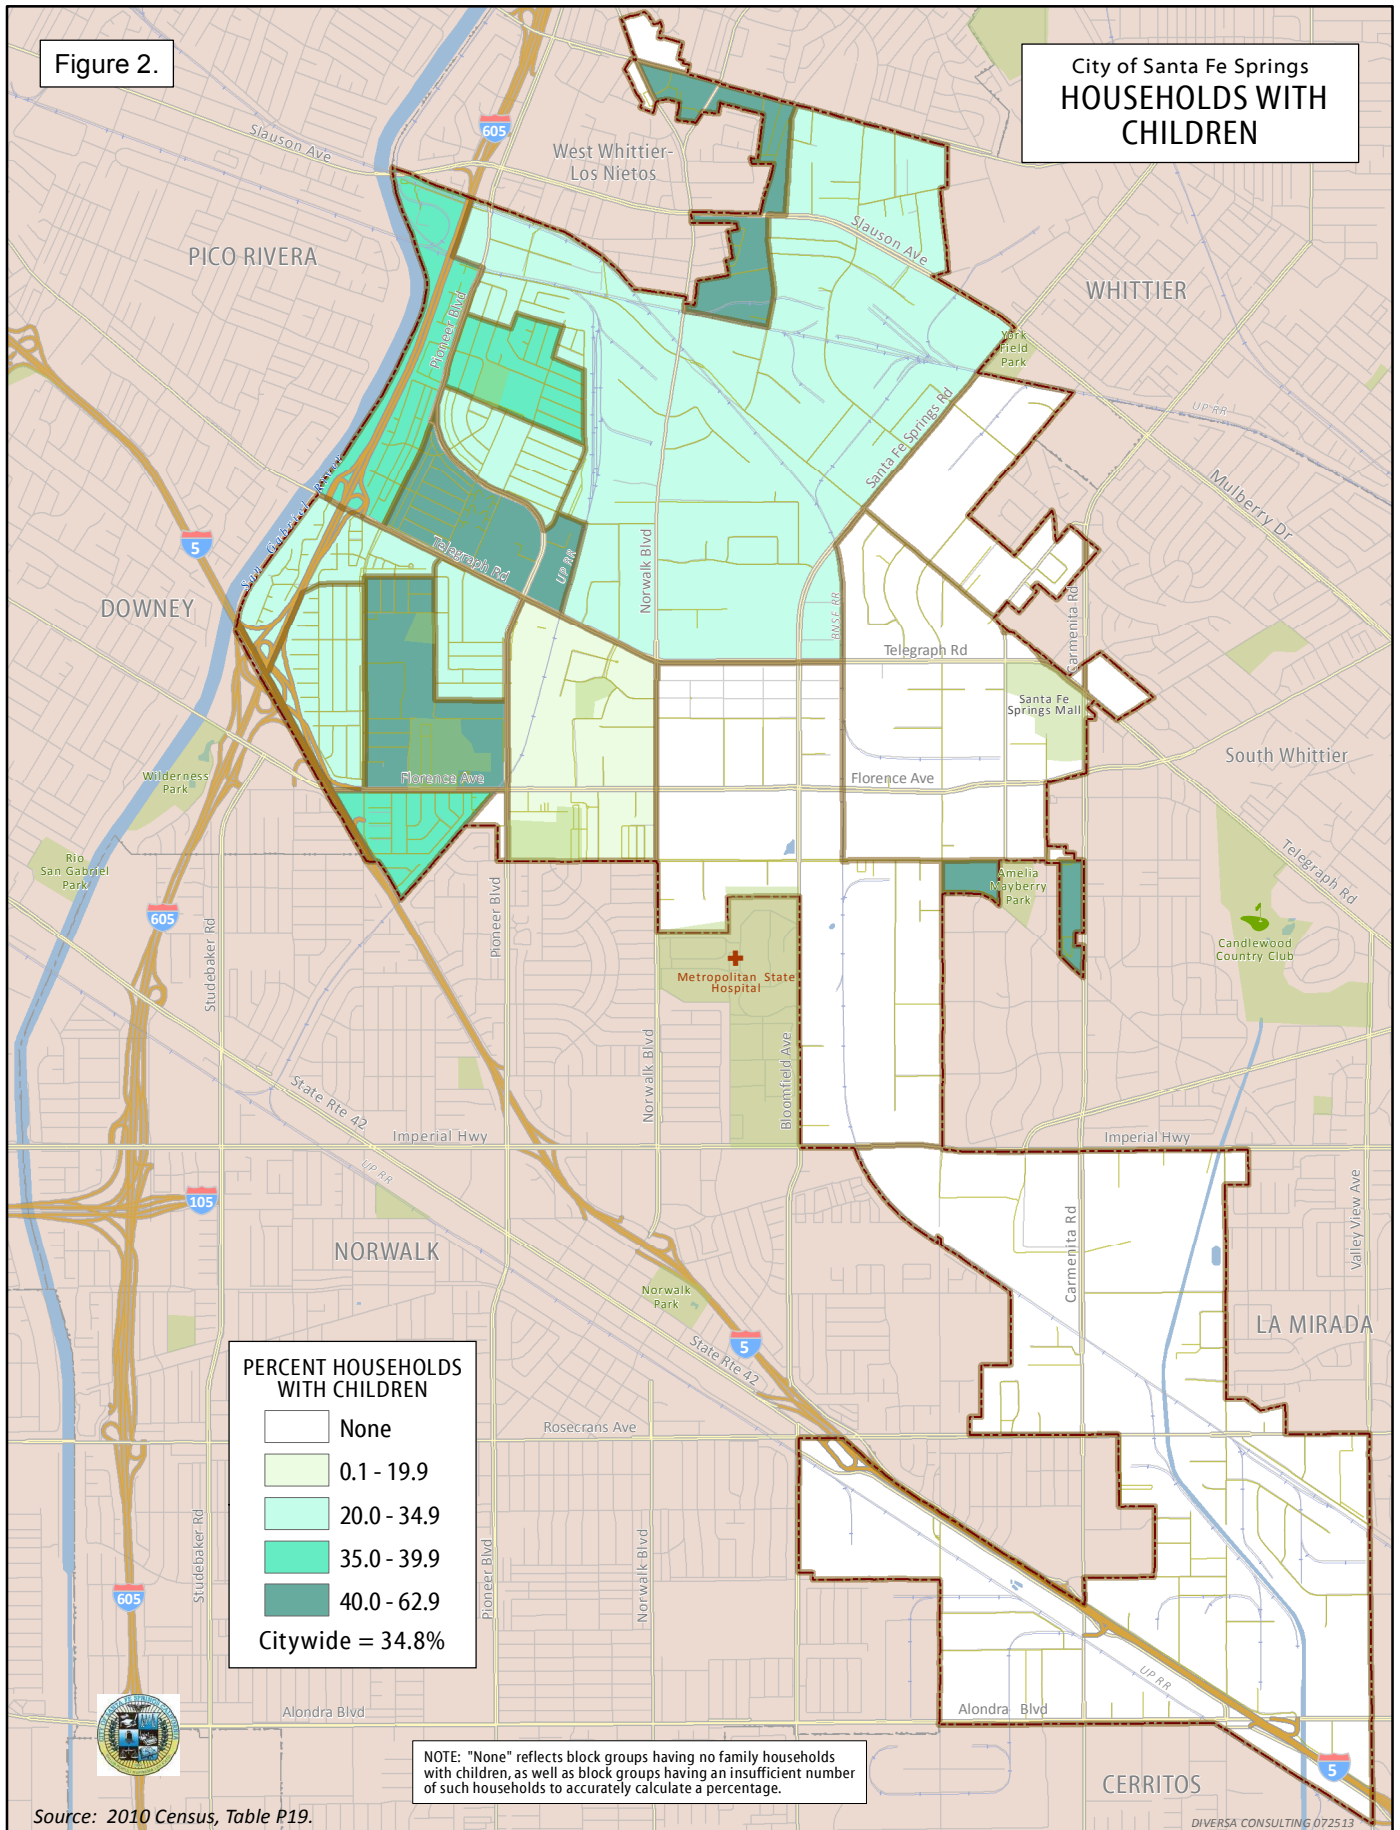 Figure 2.
City of Santa Fe Springs
HOUSEHOLDS WITH
CHILDREN
605
Slauson Ave
West Whittier-
Los Nietos
PICO RIVERA
Slauson Ave
WHITTIER
Pioneer Blvd
York
Field
Park
UP RR
Santa Fe Springs Rd
Mulberry Dr
San Gabriel River
5
Telegraph Rd
UP RR
Norwalk Blvd
BNSF RR
DOWNEY
Carmenita Rd
Telegraph Rd
Santa Fe
Springs Mall
South Whittier
Wilderness
Park
Florence Ave
Florence Ave
Rio
San Gabriel
Park
Telegraph Rd
Amelia
Mayberry
Park
605
Studebaker Rd
Pioneer Blvd
Candlewood
Country Club
Metropolitan State
Hospital
Norwalk Blvd
Bloomfield Ave
State Rte 42
Imperial Hwy
Imperial Hwy
UP RR
105
Valley View Ave
Carmenita Rd
NORWALK
Norwalk
Park
LA MIRADA
5
State Rte 42
PERCENT HOUSEHOLDS
WITH CHILDREN
None
0.1 - 19.9
20.0 - 34.9
35.0 - 39.9
40.0 - 62.9
Citywide = 34.8%
Rosecrans Ave
Studebaker Rd
Pioneer Blvd
Norwalk Blvd
605
UP RR
Alondra Blvd
Alondra Blvd
NOTE: "None" reflects block groups having no family households
with children, as well as block groups having an insufficient number
of such households to accurately calculate a percentage.
5
CERRITOS
Source: 2010 Census, Table P19.
DIVERSA CONSULTING 072513